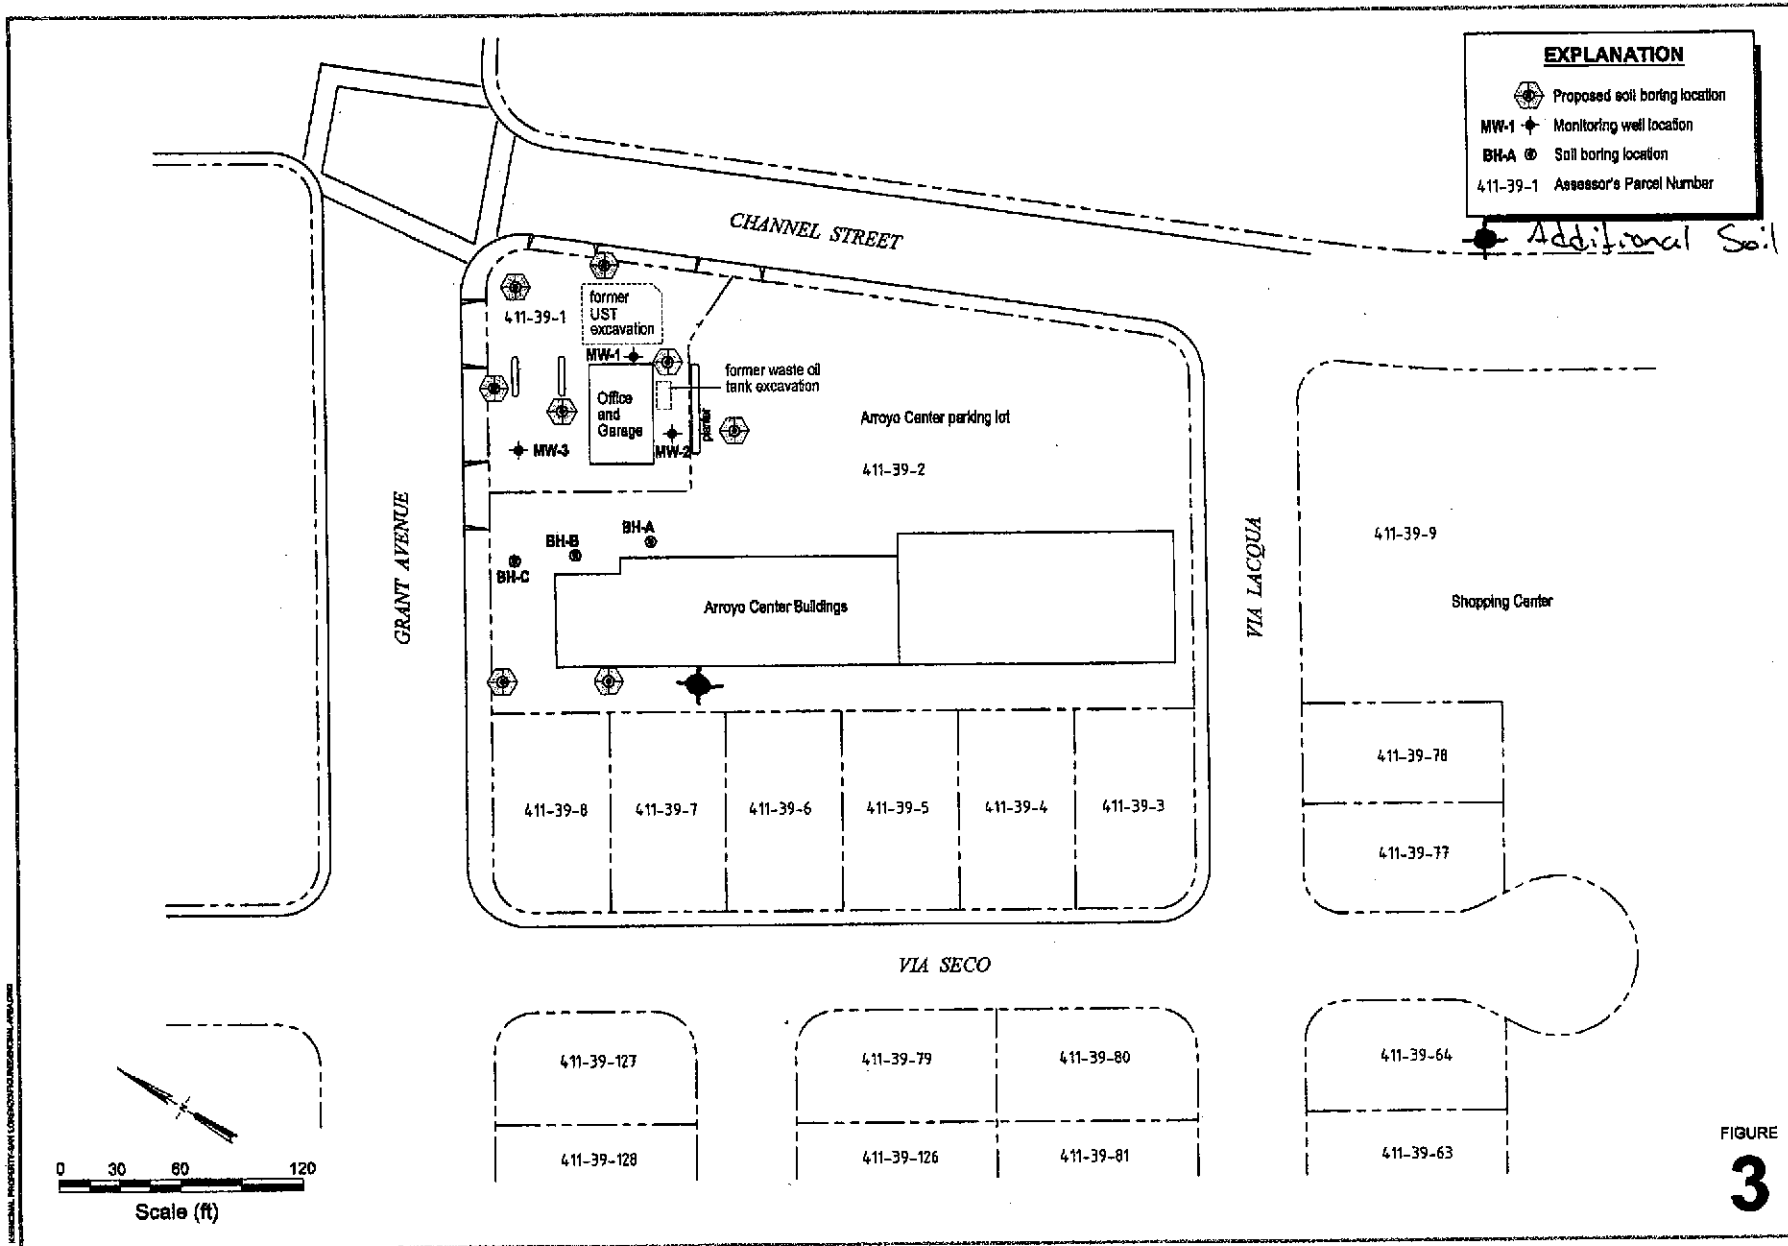 EXPLANATION
Proposed soil boring location
MW-1 Monitoring well location
BH-A Soil boring location
411-39-1 Assessor's Parcel Number
Additional Soil
CHANNEL STREET
411-39-1
former
UST
excavation
MW-1
former waste oil
tank excavation
Office
and
Garage
planter
MW-3
MW-2
Arroyo Center parking lot
411-39-2
GRANT AVENUE
BH-A
BH-B
BH-C
Arroyo Center Buildings
VIA LACQUA
411-39-9
Shopping Center
411-39-78
411-39-77
411-39-8
411-39-7
411-39-6
411-39-5
411-39-4
411-39-3
VIA SECO
411-39-127
411-39-79
411-39-80
411-39-64
411-39-128
411-39-126
411-39-81
411-39-63
N
0 30 60 120
Scale (ft)
FIGURE
3